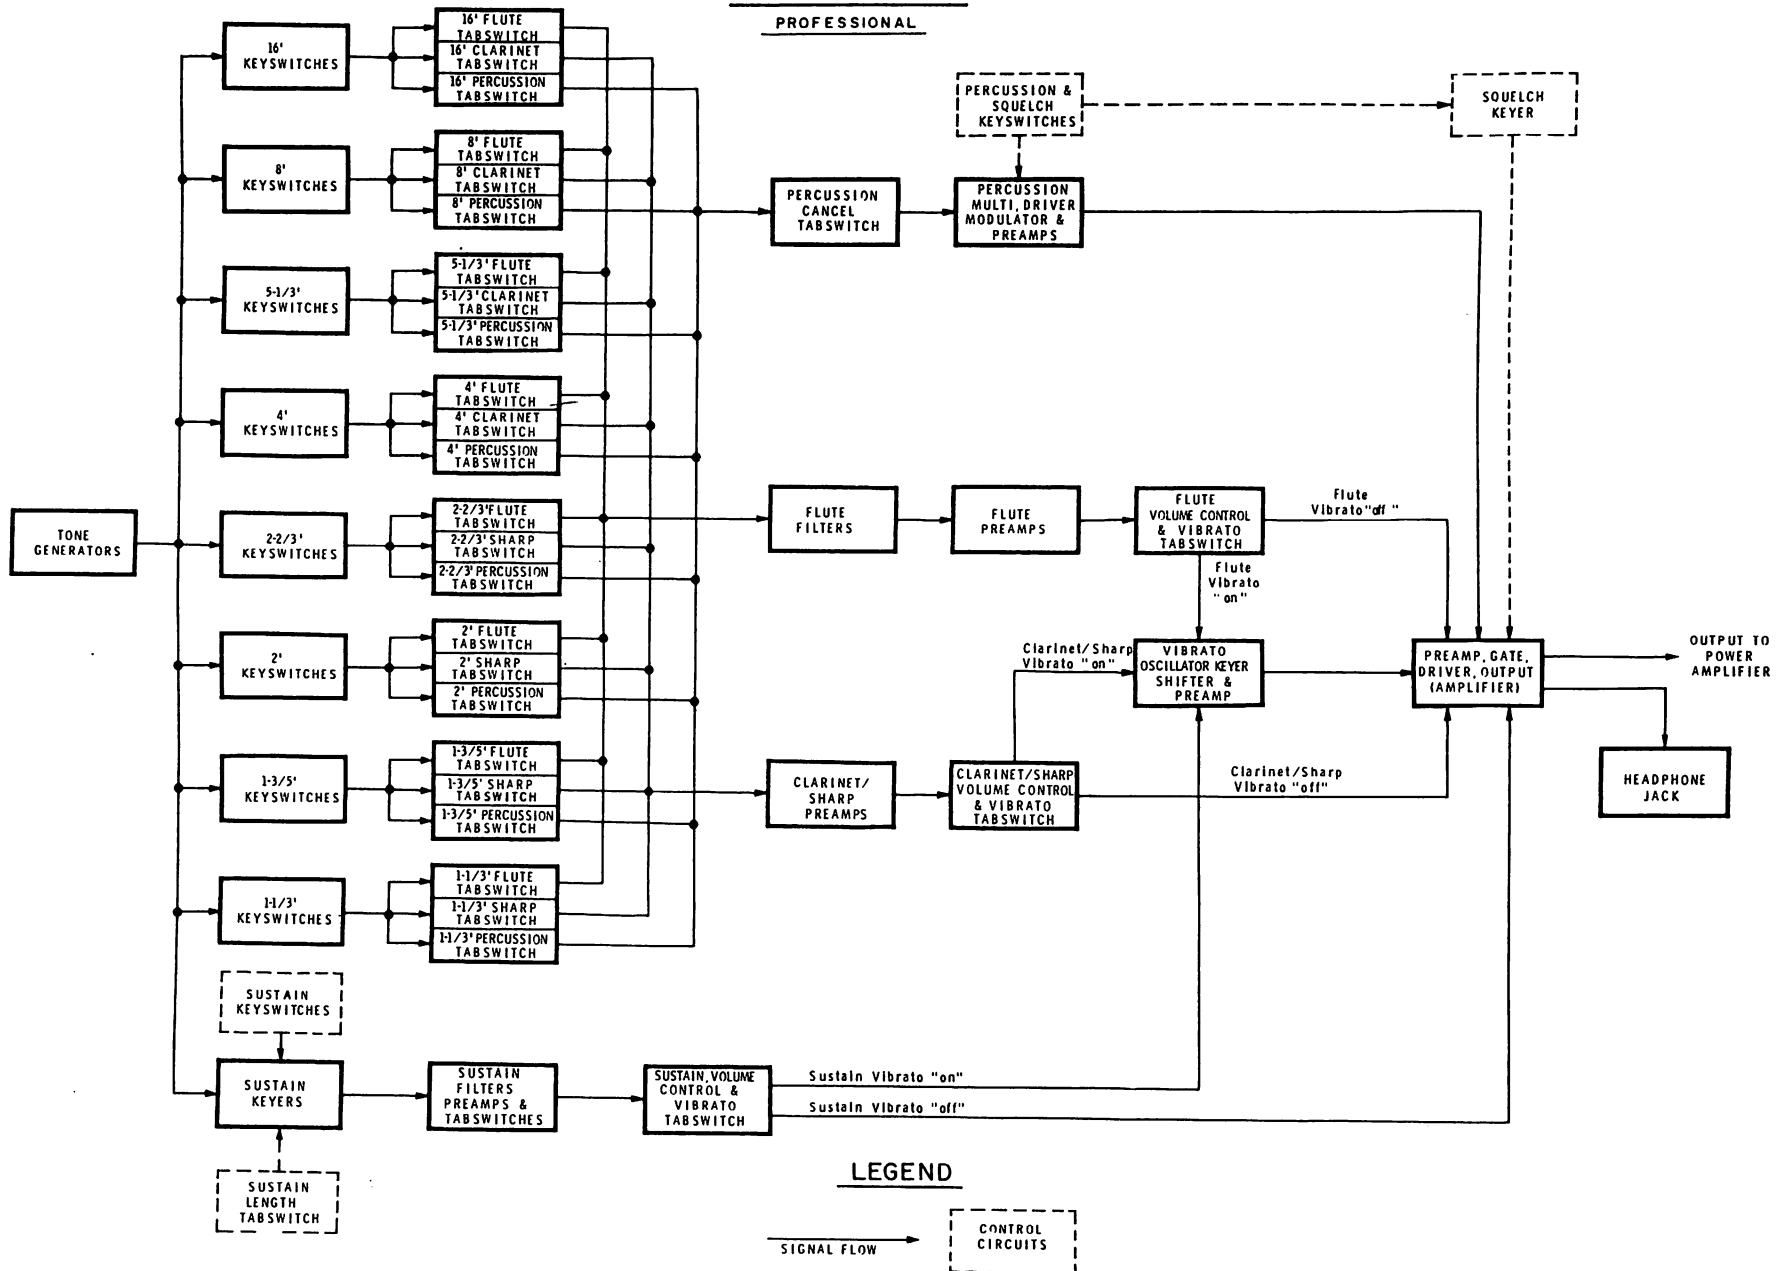 PROFESSIONAL
16'
KEYSWITCHES
16' FLUTE
TABSWITCH
16' CLARINET
TABSWITCH
16' PERCUSSION
TABSWITCH
PERCUSSION &
SQUELCH
KEYSWITCHES
SQUELCH
KEYER
8'
KEYSWITCHES
8' FLUTE
TABSWITCH
8' CLARINET
TABSWITCH
8' PERCUSSION
TABSWITCH
PERCUSSION
CANCEL
TABSWITCH
PERCUSSION
MULTI, DRIVER
MODULATOR &
PREAMPS
5-1/3'
KEYSWITCHES
5-1/3' FLUTE
TABSWITCH
5-1/3' CLARINET
TABSWITCH
5-1/3' PERCUSSION
TABSWITCH
4'
KEYSWITCHES
4' FLUTE
TABSWITCH
4' CLARINET
TABSWITCH
4' PERCUSSION
TABSWITCH
TONE
GENERATORS
2-2/3'
KEYSWITCHES
2-2/3' FLUTE
TABSWITCH
2-2/3' SHARP
TABSWITCH
2-2/3' PERCUSSION
TABSWITCH
FLUTE
FILTERS
FLUTE
PREAMPS
FLUTE
VOLUME CONTROL
& VIBRATO
TABSWITCH
Flute
Vibrato "off"
Flute
Vibrato
"on"
2'
KEYSWITCHES
2' FLUTE
TABSWITCH
2' SHARP
TABSWITCH
2' PERCUSSION
TABSWITCH
Clarinet/Sharp
Vibrato "on"
VIBRATO
OSCILLATOR KEYER
SHIFTER &
PREAMP
PREAMP, GATE,
DRIVER, OUTPUT
(AMPLIFIER)
OUTPUT TO
POWER
AMPLIFIER
1-3/5'
KEYSWITCHES
1-3/5' FLUTE
TABSWITCH
1-3/5' SHARP
TABSWITCH
1-3/5' PERCUSSION
TABSWITCH
CLARINET/
SHARP
PREAMPS
CLARINET/SHARP
VOLUME CONTROL
& VIBRATO
TABSWITCH
Clarinet/Sharp
Vibrato "off"
HEADPHONE
JACK
1-1/3'
KEYSWITCHES
1-1/3' FLUTE
TABSWITCH
1-1/3' SHARP
TABSWITCH
1-1/3' PERCUSSION
TABSWITCH
SUSTAIN
KEYSWITCHES
SUSTAIN
KEYERS
SUSTAIN
FILTERS
PREAMPS &
TABSWITCHES
SUSTAIN, VOLUME
CONTROL &
VIBRATO
TABSWITCH
Sustain Vibrato "on"
Sustain Vibrato "off"
SUSTAIN
LENGTH
TABSWITCH
LEGEND
SIGNAL FLOW
CONTROL
CIRCUITS